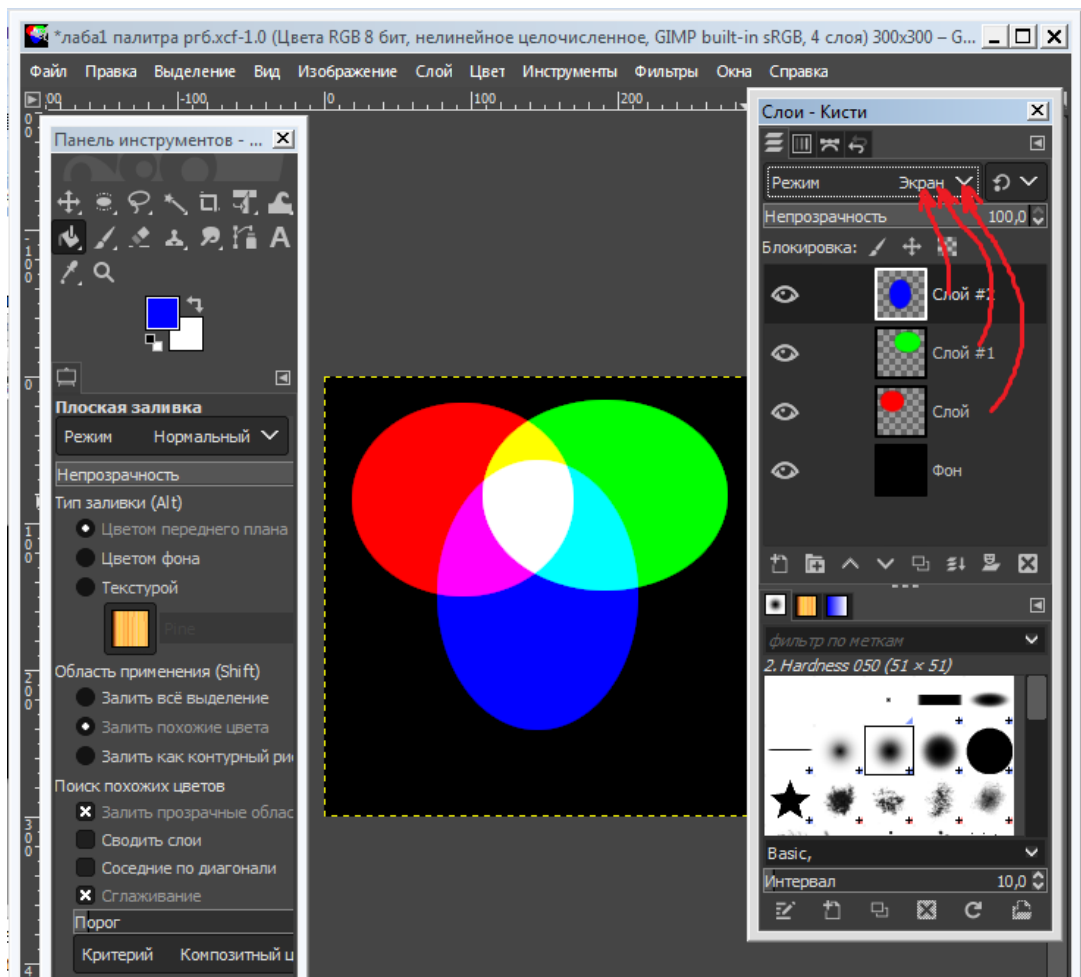 *лаба1 палитра ргб.xcf-1.0 (Цвета RGB 8 бит, нелинейное целочисленное, GIMP built-in sRGB, 4 слоя) 300x300 – G...
Файл Правка Выделение Вид Изображение Слой Цвет Инструменты Фильтры Окна Справка
-100 0 100 200
Панель инструментов - ...
Плоская заливка
Режим Нормальный
Непрозрачность
Тип заливки (Alt)
Цветом переднего плана
Цветом фона
Текстурой
Pine
Область применения (Shift)
Залить всё выделение
Залить похожие цвета
Залить как контурный ри
Поиск похожих цветов
Залить прозрачные облас
Сводить слои
Соседние по диагонали
Сглаживание
Порог
Критерий Композитный ц
Слои - Кисти
Режим Экран
Непрозрачность 100,0
Блокировка:
Слой #2
Слой #1
Слой
Фон
фильтр по меткам
2. Hardness 050 (51 × 51)
Basic,
Интервал 10,0